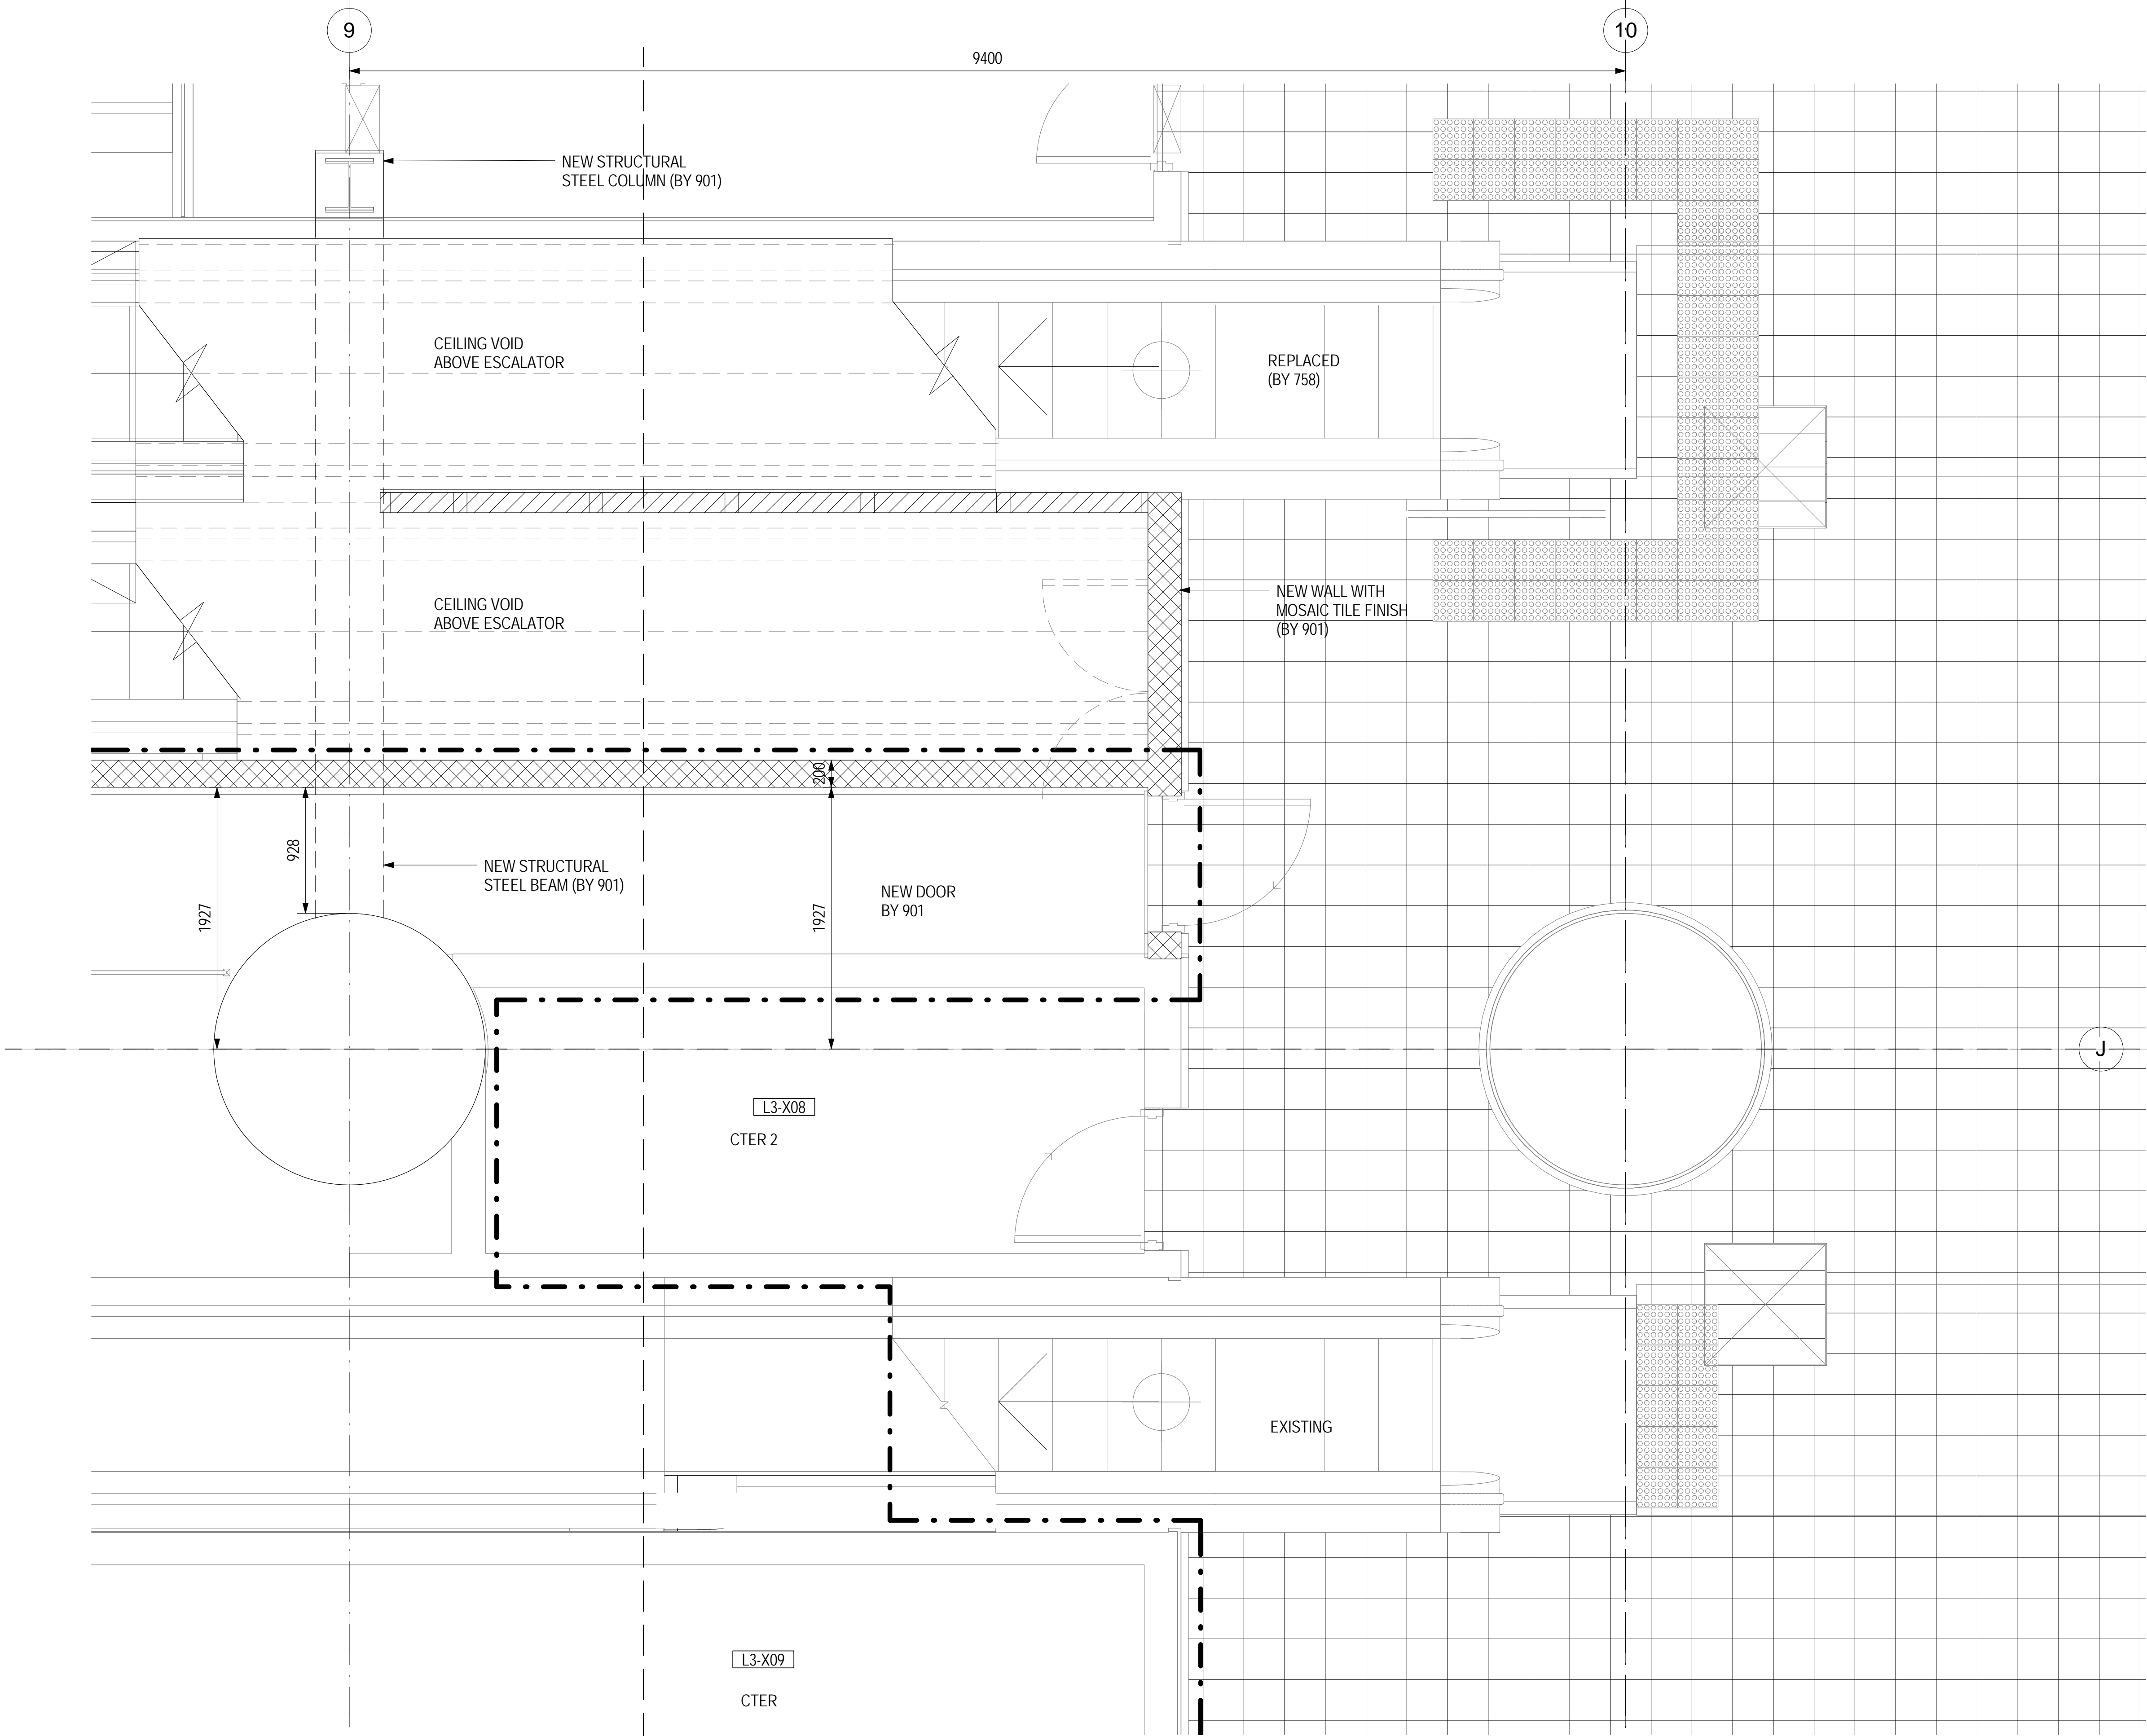 9
10
9400
NEW STRUCTURAL
STEEL COLUMN (BY 901)
CEILING VOID
ABOVE ESCALATOR
REPLACED
(BY 758)
CEILING VOID
ABOVE ESCALATOR
NEW WALL WITH
MOSAIC TILE FINISH
(BY 901)
200
928
NEW STRUCTURAL
STEEL BEAM (BY 901)
NEW DOOR
BY 901
1927
1927
J
L3-X08
CTER 2
EXISTING
L3-X09
CTER